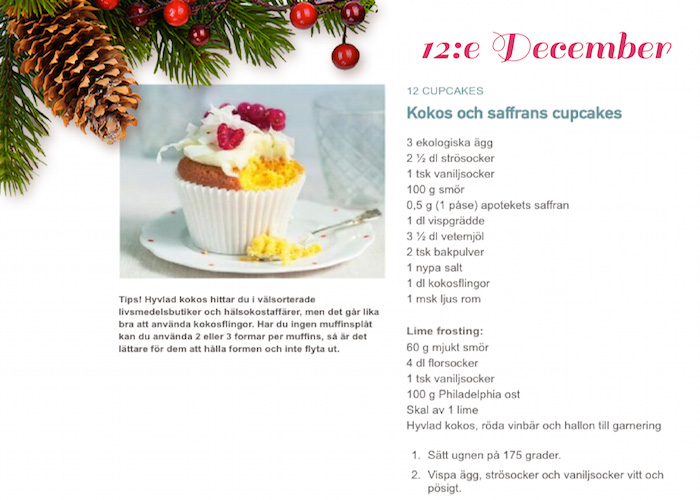 12:e December
12 CUPCAKES
Kokos och saffrans cupcakes
3 ekologiska ägg
2 ½ dl strösocker
1 tsk vaniljsocker
100 g smör
0,5 g (1 påse) apotekets saffran
1 dl vispgrädde
3 ½ dl vetemjöl
2 tsk bakpulver
1 nypa salt
1 dl kokosflingor
1 msk ljus rom
Lime frosting:
60 g mjukt smör
4 dl florsocker
1 tsk vaniljsocker
100 g Philadelphia ost
Skal av 1 lime
Hyvlad kokos, röda vinbär och hallon till garnering
1. Sätt ugnen på 175 grader.
2. Vispa ägg, strösocker och vaniljsocker vitt och
pösigt.
Tips! Hyvlad kokos hittar du i välsorterade
livsmedelsbutiker och hälsokostaffärer, men det går lika
bra att använda kokosflingor. Har du ingen muffinsplåt
kan du använda 2 eller 3 formar per muffins, så är det
lättare för dem att hålla formen och inte flyta ut.